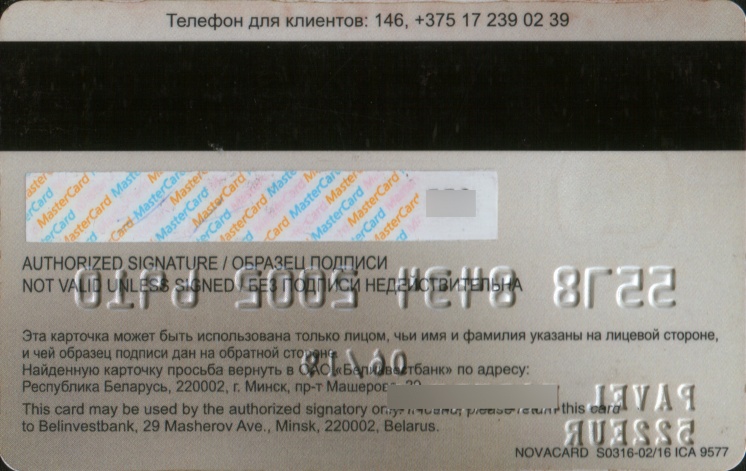 Телефон для клиентов: 146, +375 17 239 02 39
MasterCard
AUTHORIZED SIGNATURE / ОБРАЗЕЦ ПОДПИСИ
NOT VALID UNLESS SIGNED / БЕЗ ПОДПИСИ НЕДЕЙСТВИТЕЛЬНА
Эта карточка может быть использована только лицом, чьи имя и фамилия указаны на лицевой стороне,
и чей образец подписи дан на обратной стороне.
Найденную карточку просьба вернуть в ОАО «Белинвестбанк» по адресу:
Республика Беларусь, 220002, г. Минск, пр-т Машерова
This card may be used by the authorized signatory only. please return this card
to Belinvestbank, 29 Masherov Ave., Minsk, 220002, Belarus.
NOVACARD S0316-02/16 ICA 9577